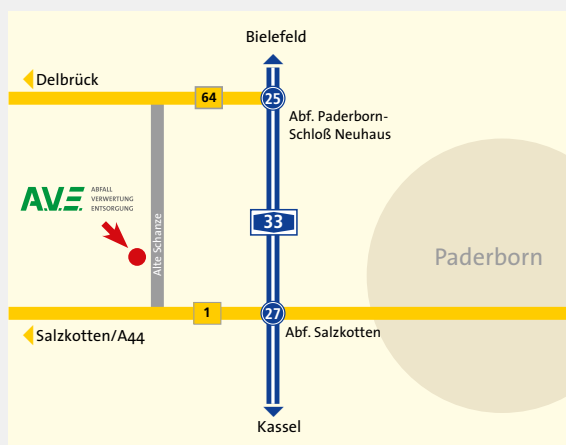 Bielefeld
Delbrück
64
25
Abf. Paderborn-
Schloß Neuhaus
A.V.E.
ABFALL
VERWERTUNG
ENTSORGUNG
Alte Schanze
33
Paderborn
1
27
Salzkotten/A44
Abf. Salzkotten
Kassel